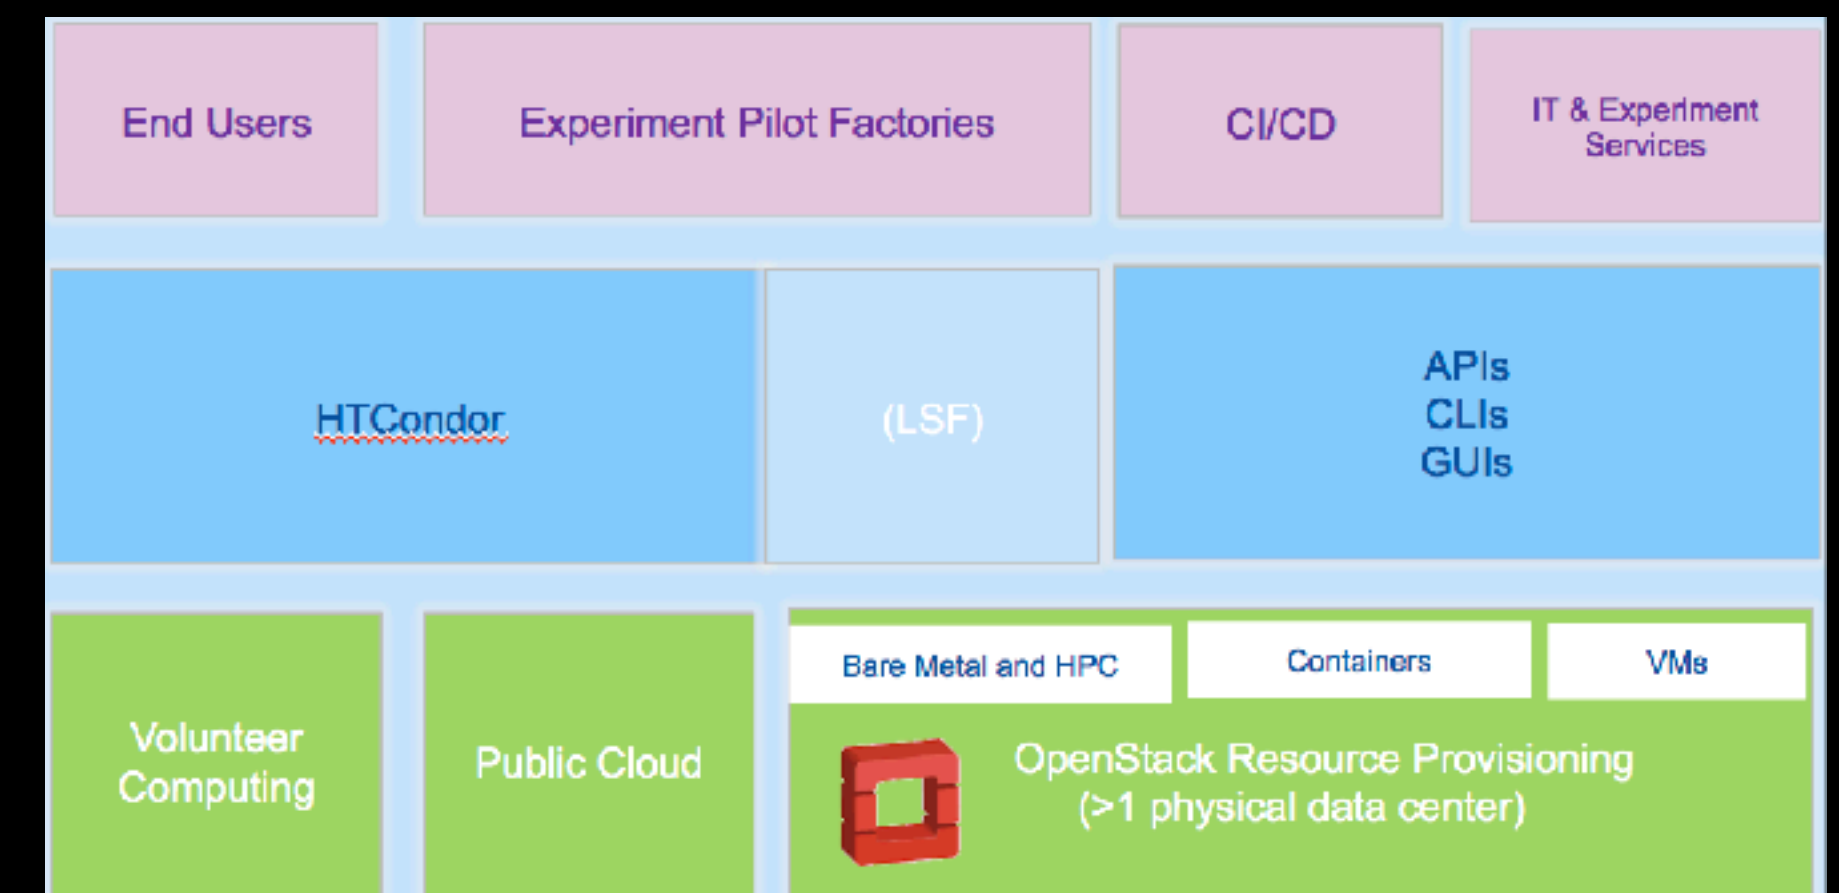 End Users
Experiment Pilot Factories
CI/CD
IT & Experiment
Services
HTCondor
(LSF)
APIs
CLIs
GUIs
Bare Metal and HPC
Containers
VMs
Volunteer
Computing
Public Cloud
OpenStack Resource Provisioning
(>1 physical data center)